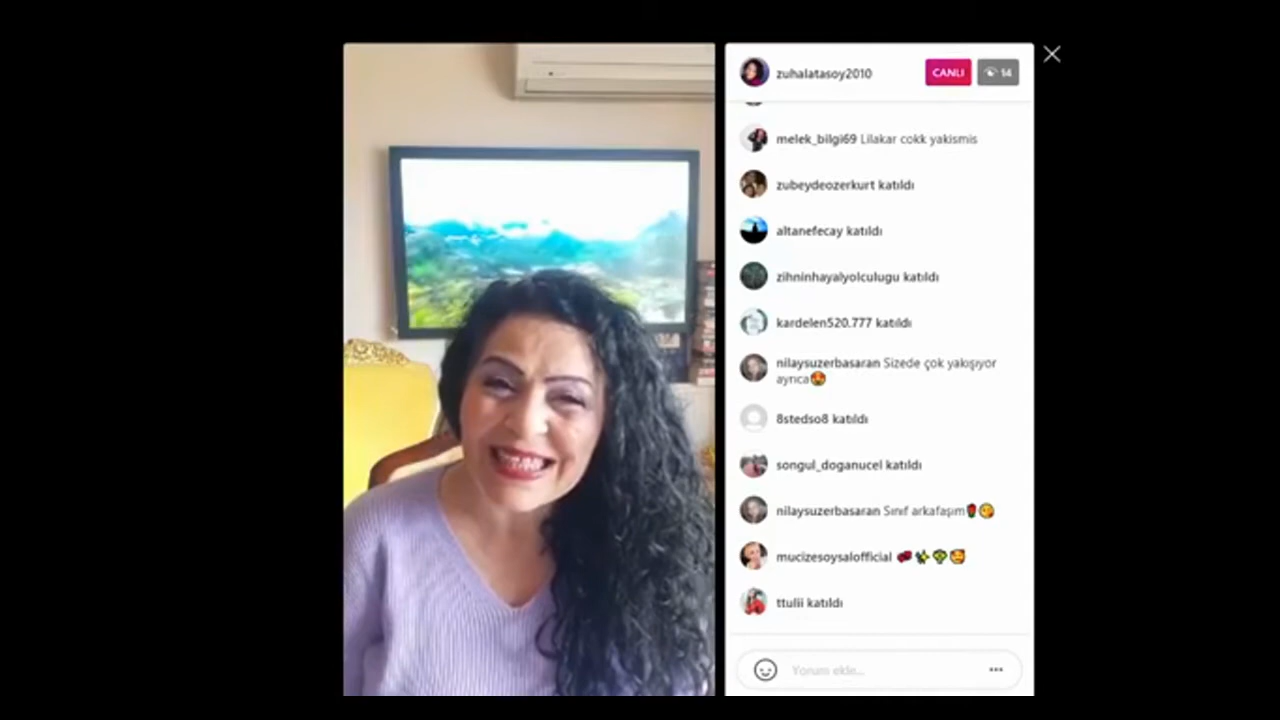 zuhalatasoy2010
CANLI
14
melek_bilgi69 Lilakar cokk yakismis
zubeydeozerkurt katıldı
altanefecay katıldı
zihninhayalyolculugu katıldı
kardelen520.777 katıldı
nilaysuzerbasaran Sizede çok yakışıyor
ayrıca😍
8stedso8 katıldı
songul_doganucel katıldı
nilaysuzerbasaran Sınıf arkafaşım🌹😘
mucizesoysalofficial
ttulii katıldı
Yorum ekle...